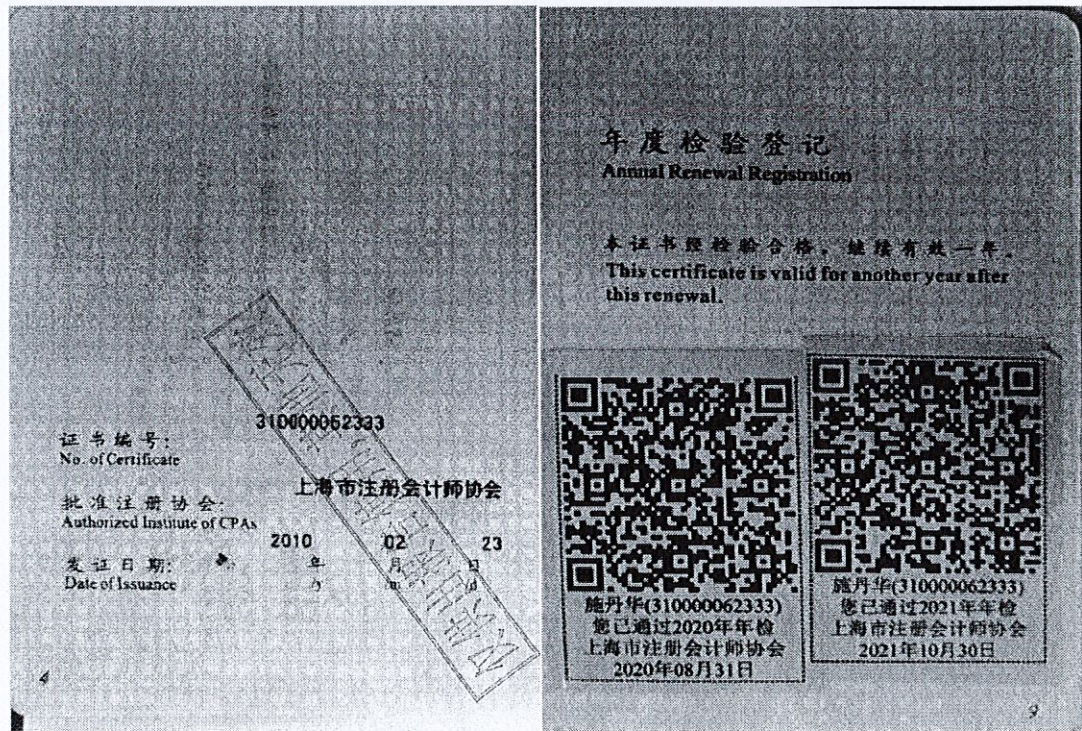 310000062333
证书编号:
No. of Certificate
上海市注册会计师协会
批准注册协会:
Authorized Institute of CPAs
2010 02 23
发证日期: 年 月 日
Date of Issuance /y /m /d
4
年度检验登记
Annual Renewal Registration
本证书经检验合格,继续有效一年。
This certificate is valid for another year after
this renewal.
施丹华(310000062333)
您已通过2020年年检
上海市注册会计师协会
2020年08月31日
施丹华(310000062333)
您已通过2021年年检
上海市注册会计师协会
2021年10月30日
9